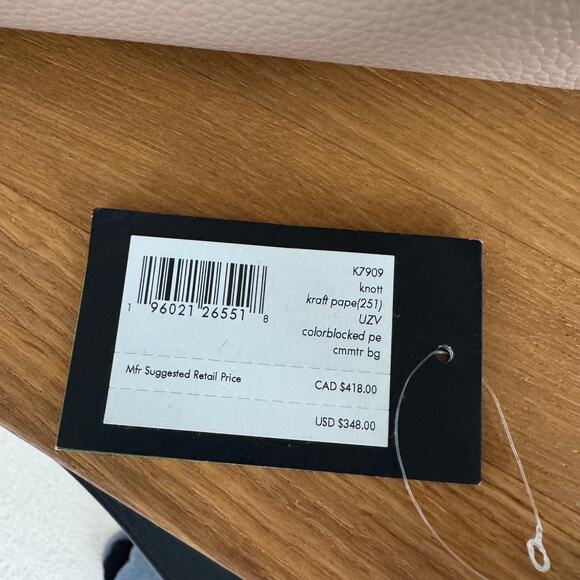 K7909
knott
kraft pape(251)
UZV
colorblocked pe
cmmtr bg
1 96021 26551 8
Mfr Suggested Retail Price
CAD $418.00
USD $348.00